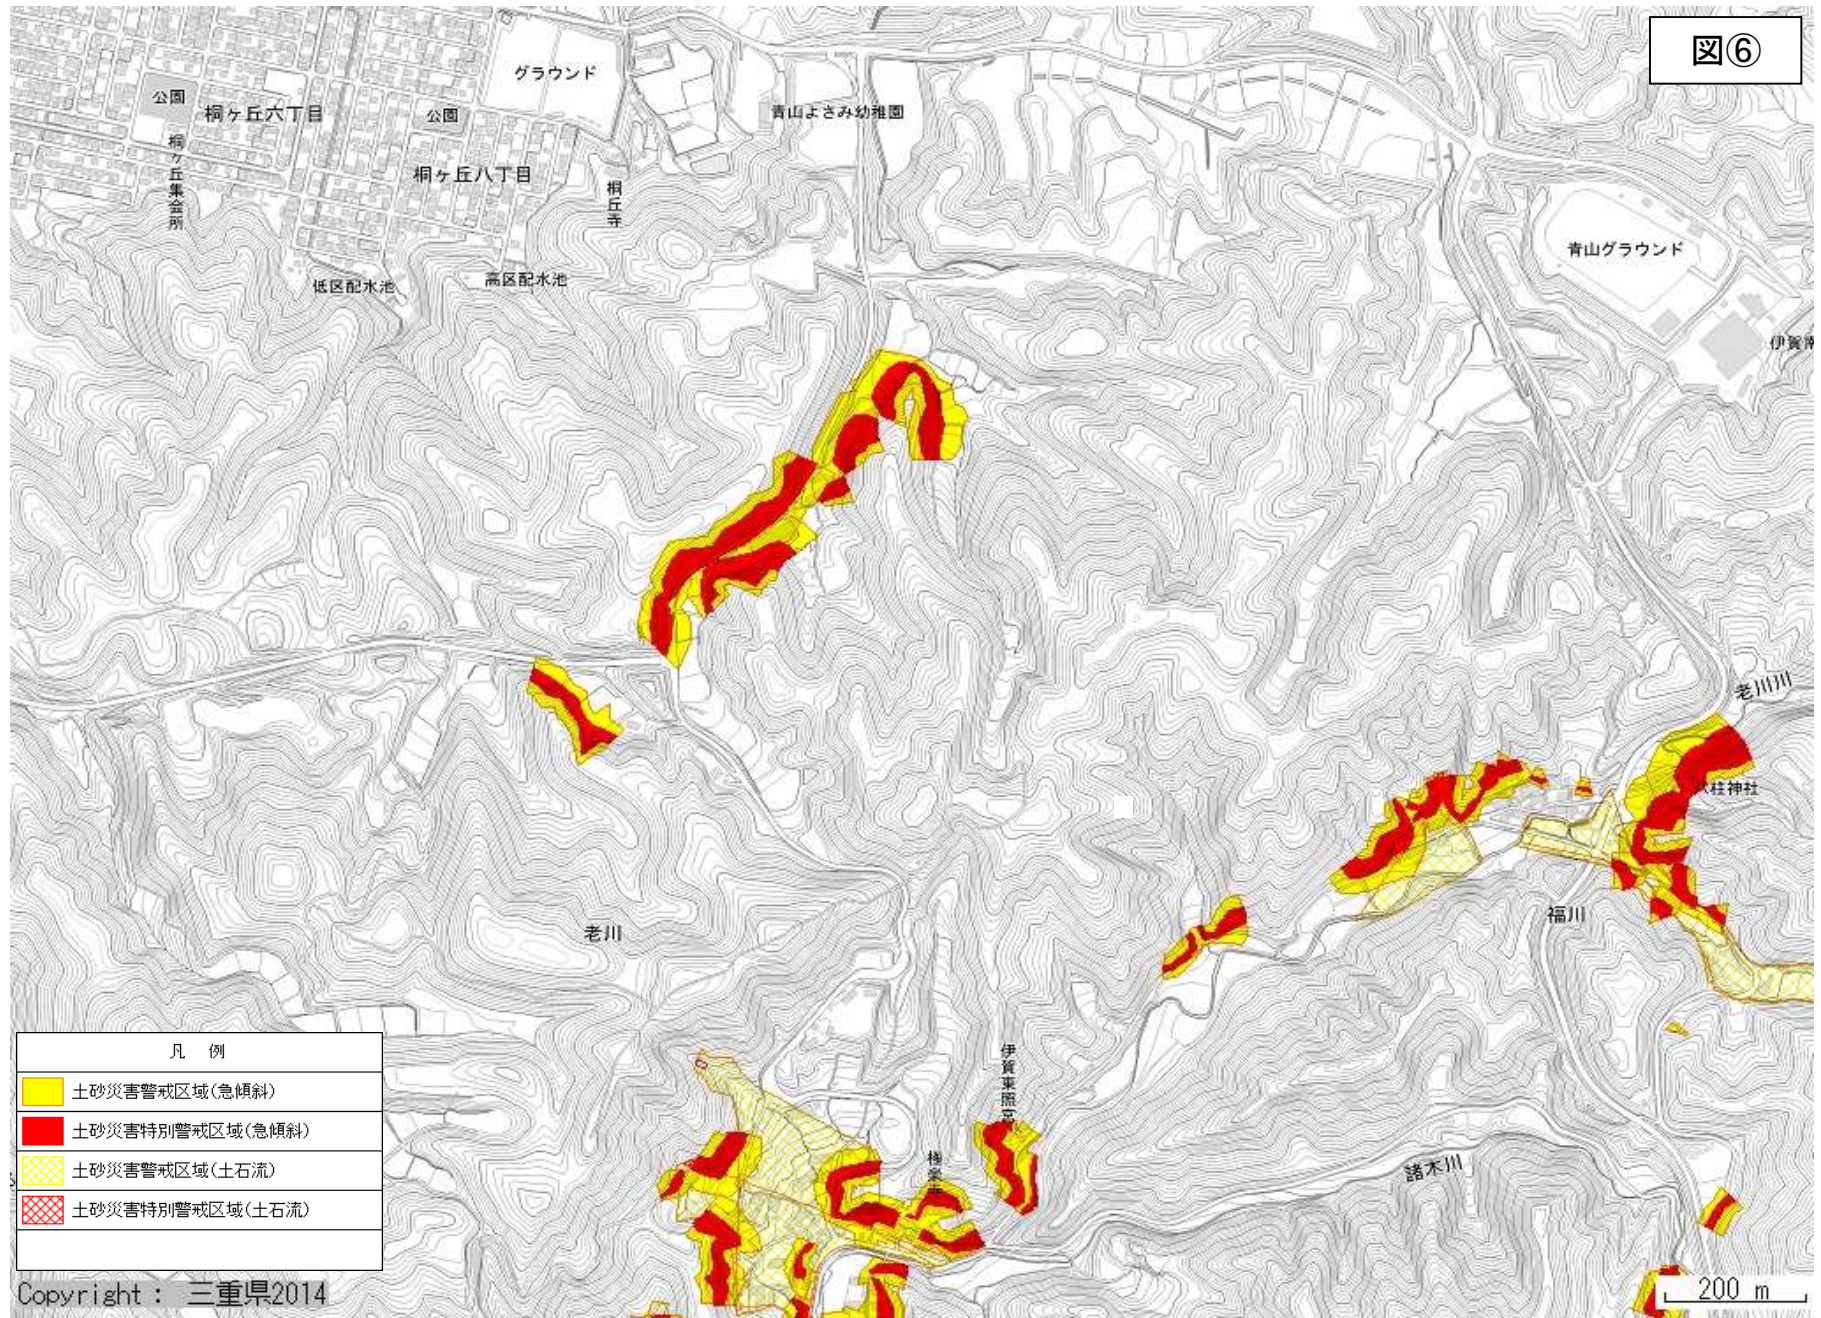 図⑥
グラウンド
公園
桐ヶ丘六丁目
公園
青山よさみ幼稚園
桐ヶ丘集会所
桐ヶ丘八丁目
桐丘寺
青山グラウンド
低区配水池
高区配水池
伊賀南
老川川
柱神社
福川
老川
伊賀東照宮
極楽寺
諸木川
凡 例
土砂災害警戒区域(急傾斜)
土砂災害特別警戒区域(急傾斜)
土砂災害警戒区域(土石流)
土砂災害特別警戒区域(土石流)
Copyright : 三重県2014
200 m